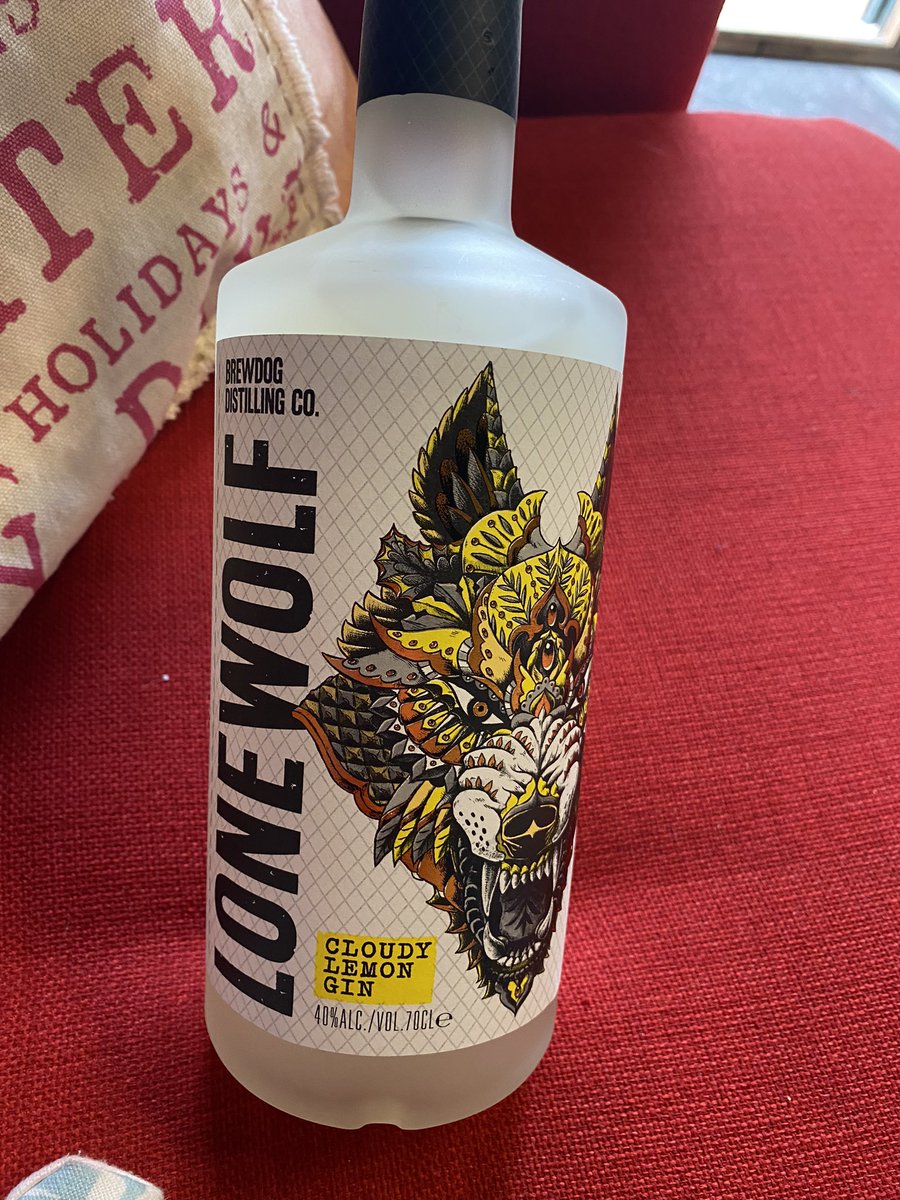 BREWDOG
DISTILLING CO.
LONEWOLF
CLOUDY
LEMON
GIN
40%ALC./VOL.70CLe
HOLIDAYS &